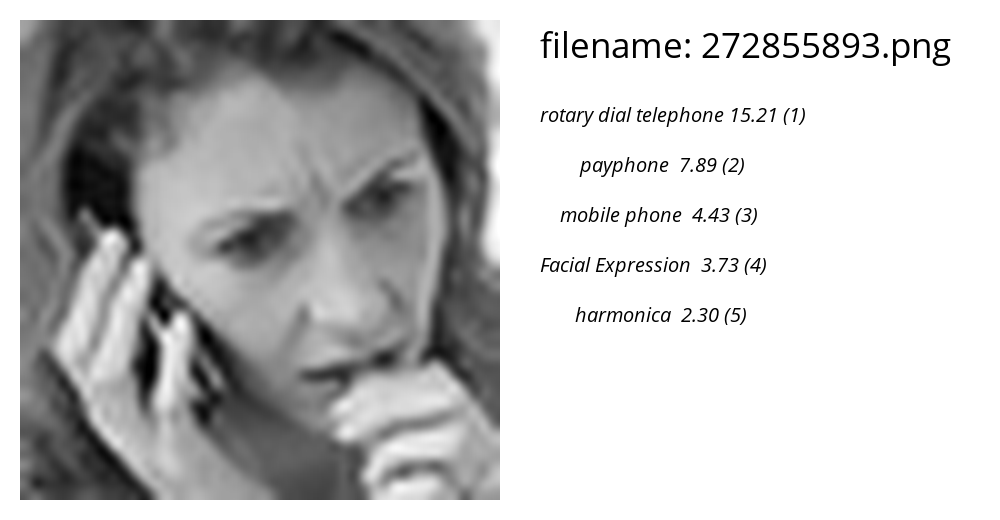 filename: 272855893.png
rotary dial telephone 15.21 (1)
payphone 7.89 (2)
mobile phone 4.43 (3)
Facial Expression 3.73 (4)
harmonica 2.30 (5)